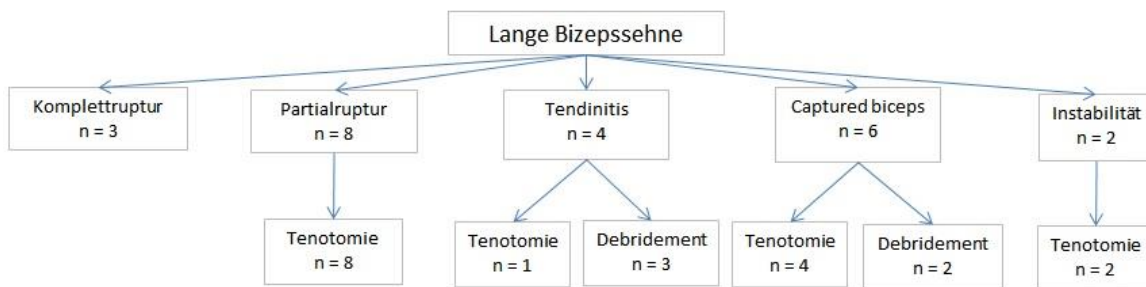 Lange Bizepssehne
Komplettruptur
n = 3
Partialruptur
n = 8
Tendinitis
n = 4
Captured biceps
n = 6
Instabilität
n = 2
Tenotomie
n = 8
Tenotomie
n = 1
Debridement
n = 3
Tenotomie
n = 4
Debridement
n = 2
Tenotomie
n = 2